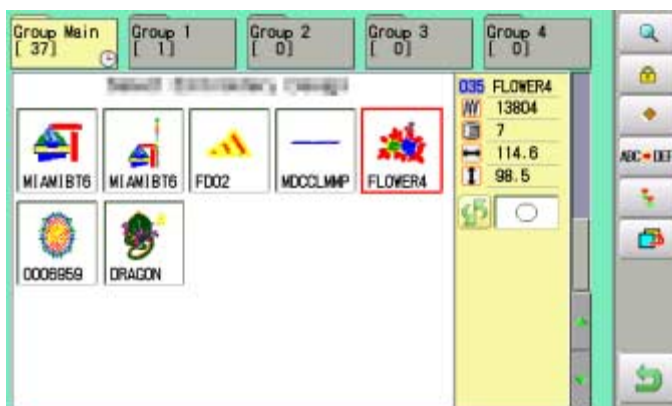 Group Main
[ 37]
Group 1
[ 1]
Group 2
[ 0]
Group 3
[ 0]
Group 4
[ 0]
035 FLOWER4
13804
7
114.6
98.5
MIAMIBT6 MIAMIBT6 FD02 MDCCLMMP FLOWER4
0006959 DRAGON
ABC DEF